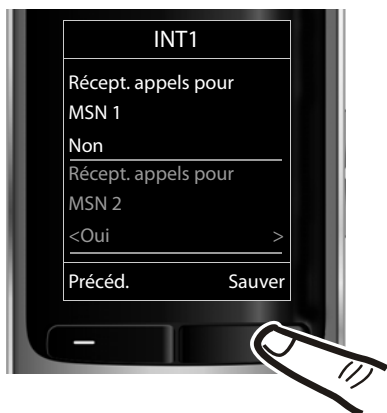 INT1
Récept. appels pour
MSN 1
Non
Récept. appels pour
MSN 2
<Oui >
Précéd. Sauver